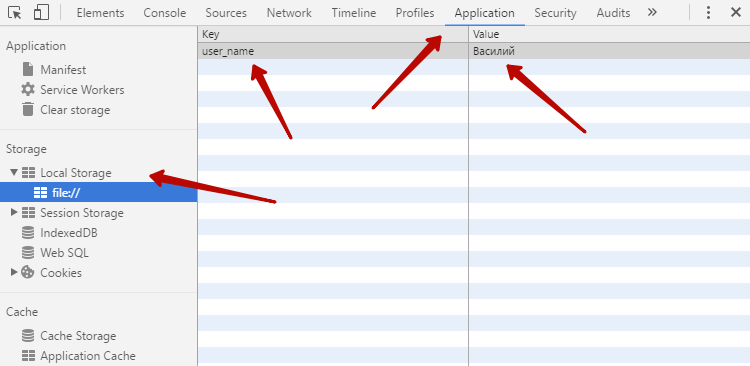 Elements Console Sources Network Timeline Profiles Application Security Audits »
Application
Manifest
Service Workers
Clear storage
Storage
Local Storage
file://
Session Storage
IndexedDB
Web SQL
Cookies
Cache
Cache Storage
Application Cache
Key Value
user_name Василий